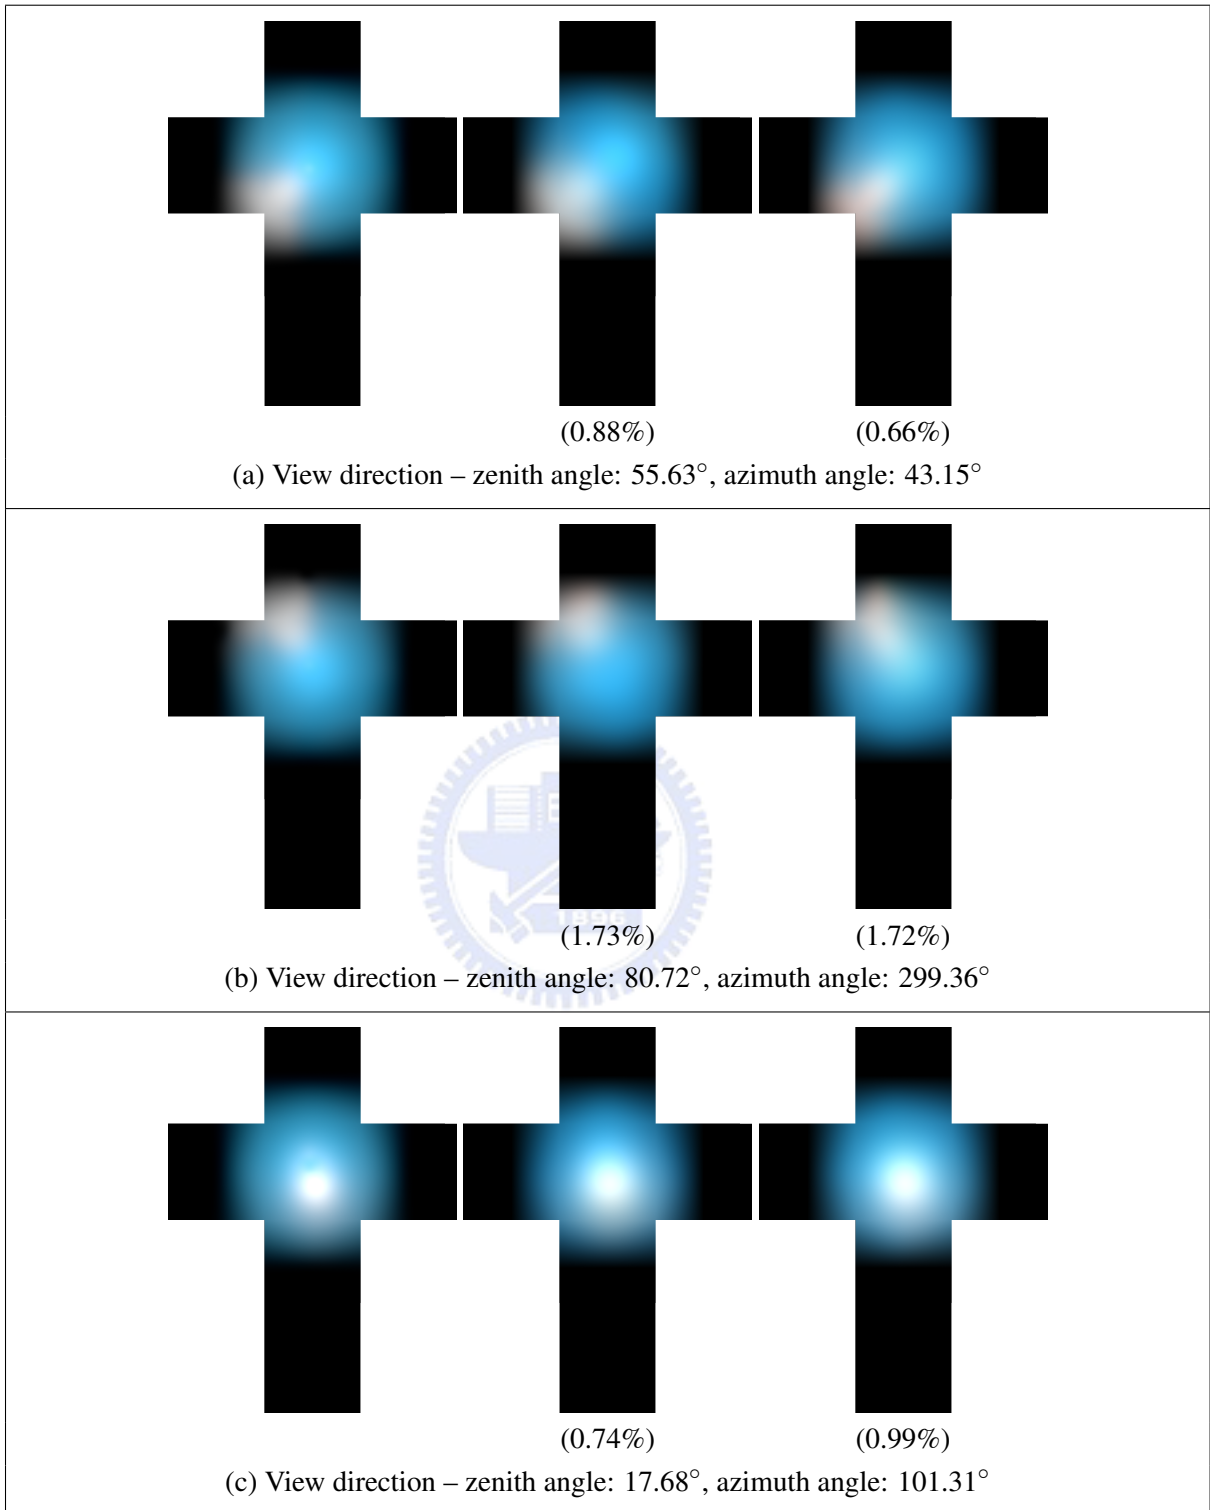 (0.88%) (0.66%)
(a) View direction – zenith angle: 55.63°, azimuth angle: 43.15°
1896
(1.73%) (1.72%)
(b) View direction – zenith angle: 80.72°, azimuth angle: 299.36°
(0.74%) (0.99%)
(c) View direction – zenith angle: 17.68°, azimuth angle: 101.31°